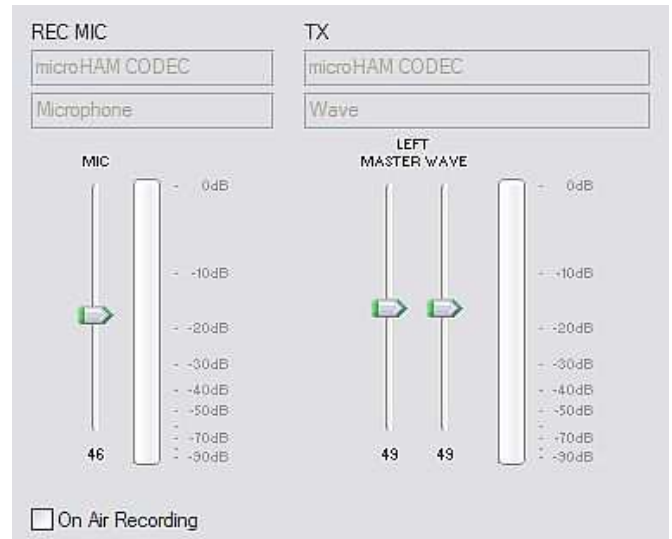 REC MIC
microHAM CODEC
Microphone
MIC
0dB
-10dB
-20dB
-30dB
-40dB
-50dB
-70dB
-90dB
46
TX
microHAM CODEC
Wave
LEFT
MASTER WAVE
0dB
-10dB
-20dB
-30dB
-40dB
-50dB
-70dB
-90dB
49 49
On Air Recording